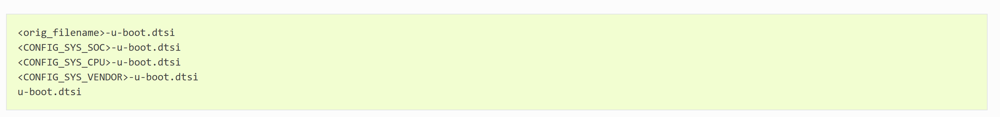 <orig_filename>-u-boot.dtsi
<CONFIG_SYS_SOC>-u-boot.dtsi
<CONFIG_SYS_CPU>-u-boot.dtsi
<CONFIG_SYS_VENDOR>-u-boot.dtsi
u-boot.dtsi